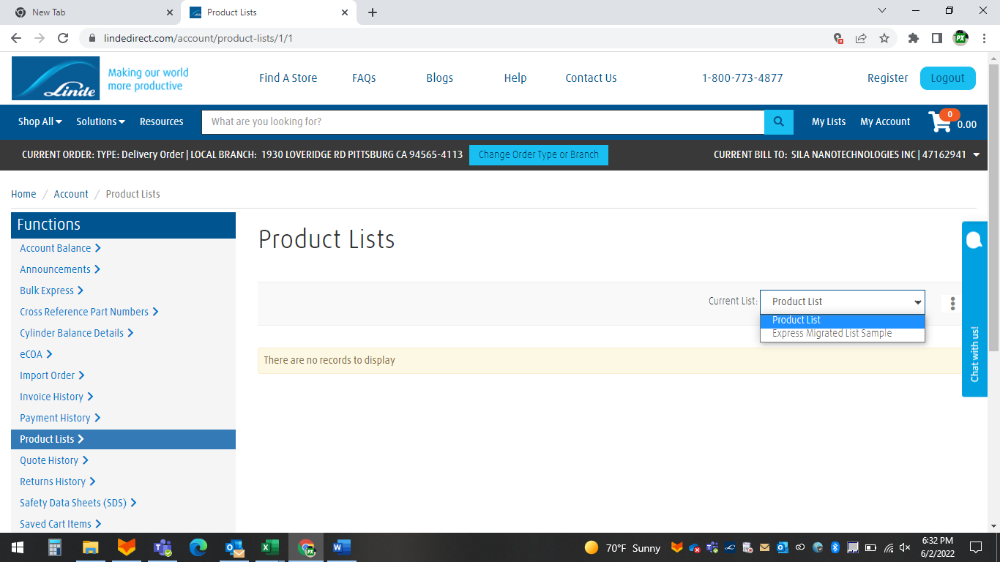 New Tab
Product Lists
lindedirect.com/account/product-lists/1/1
PX
Linde
Making our world
more productive
Find A Store
FAQs
Blogs
Help
Contact Us
1-800-773-4877
Register
Logout
Shop All
Solutions
Resources
What are you looking for?
My Lists
My Account
0
0.00
CURRENT ORDER: TYPE: Delivery Order | LOCAL BRANCH: 1930 LOVERIDGE RD PITTSBURG CA 94565-4113
Change Order Type or Branch
CURRENT BILL TO: SILA NANOTECHNOLOGIES INC | 47162941
Home / Account / Product Lists
Functions
Account Balance
Announcements
Bulk Express
Cross Reference Part Numbers
Cylinder Balance Details
eCOA
Import Order
Invoice History
Payment History
Product Lists
Quote History
Returns History
Safety Data Sheets (SDS)
Saved Cart Items
Product Lists
Current List:
Product List
Product List
Express Migrated List Sample
There are no records to display
Chat with us!
70°F Sunny
6:32 PM
6/2/2022